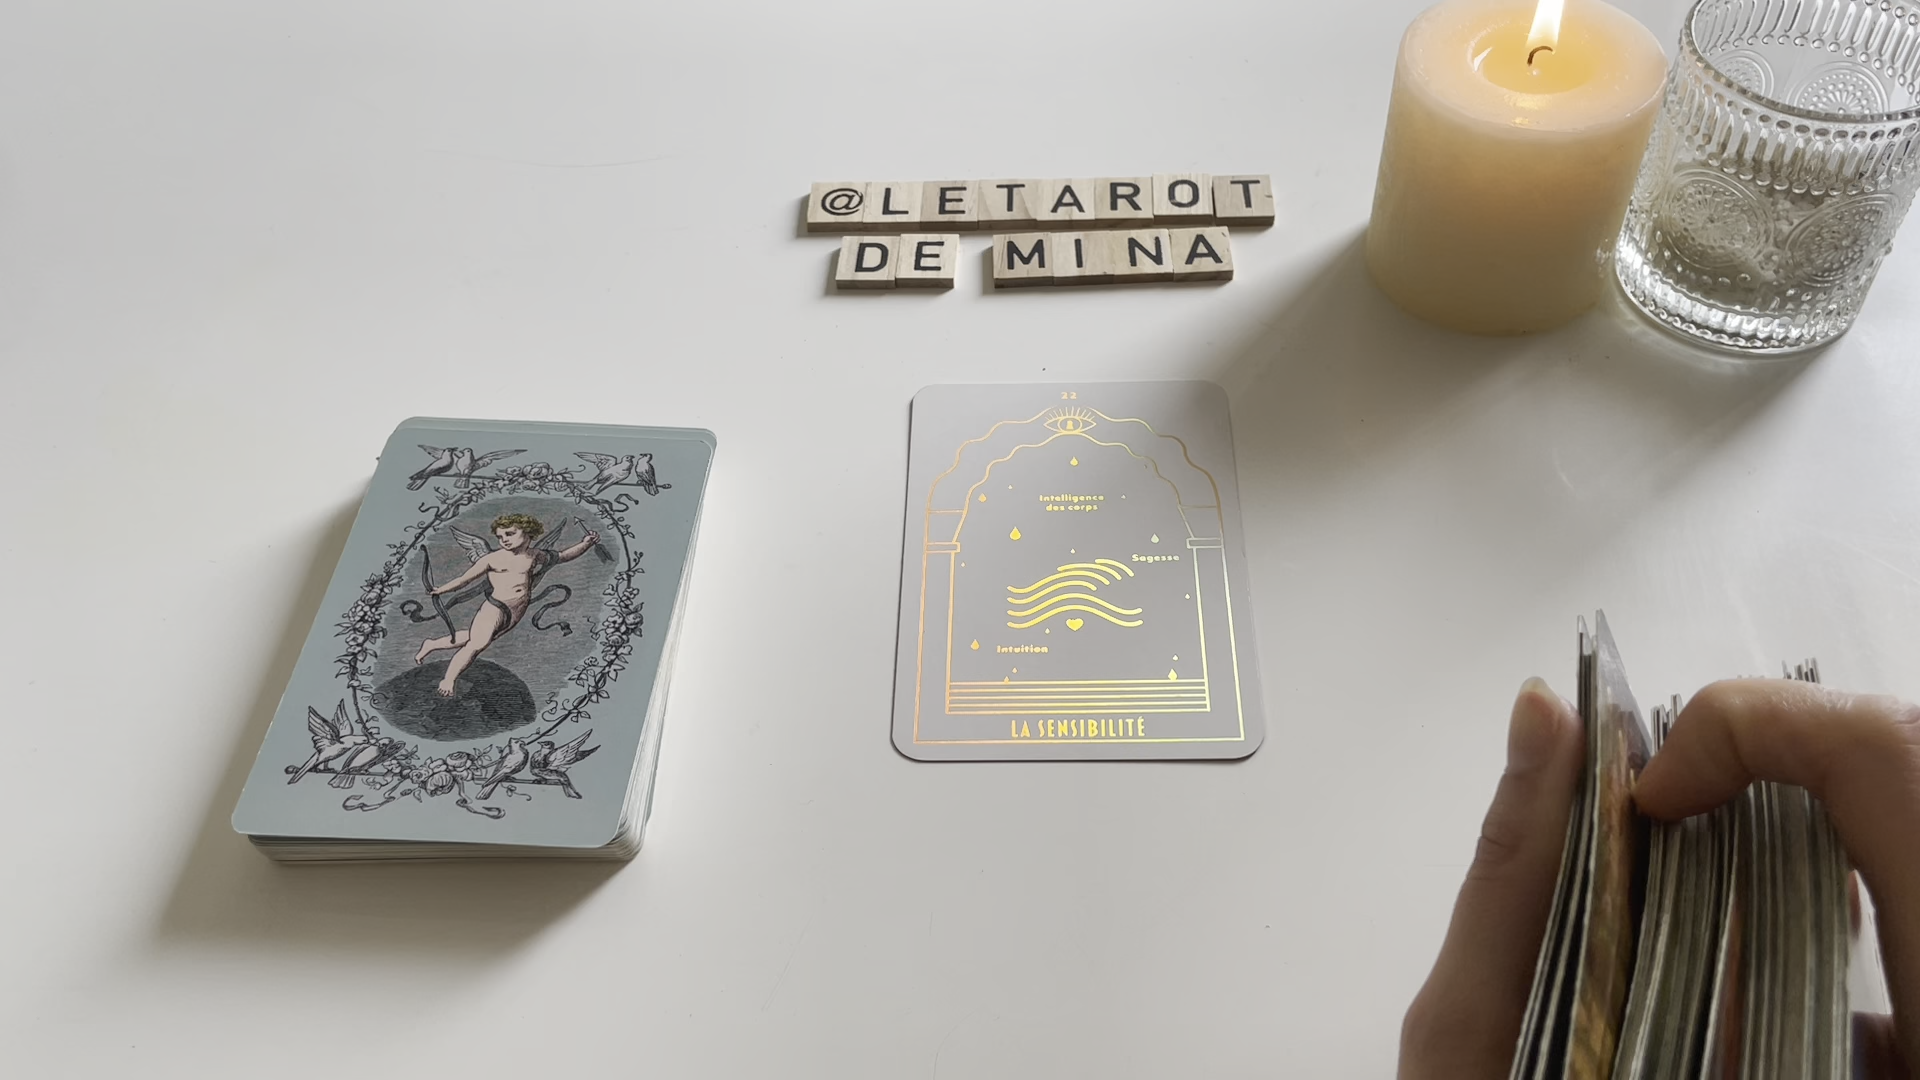 @LETAROT
DE MINA
22
Intelligence
des corps
Sagesse
Intuition
LA SENSIBILITÉ